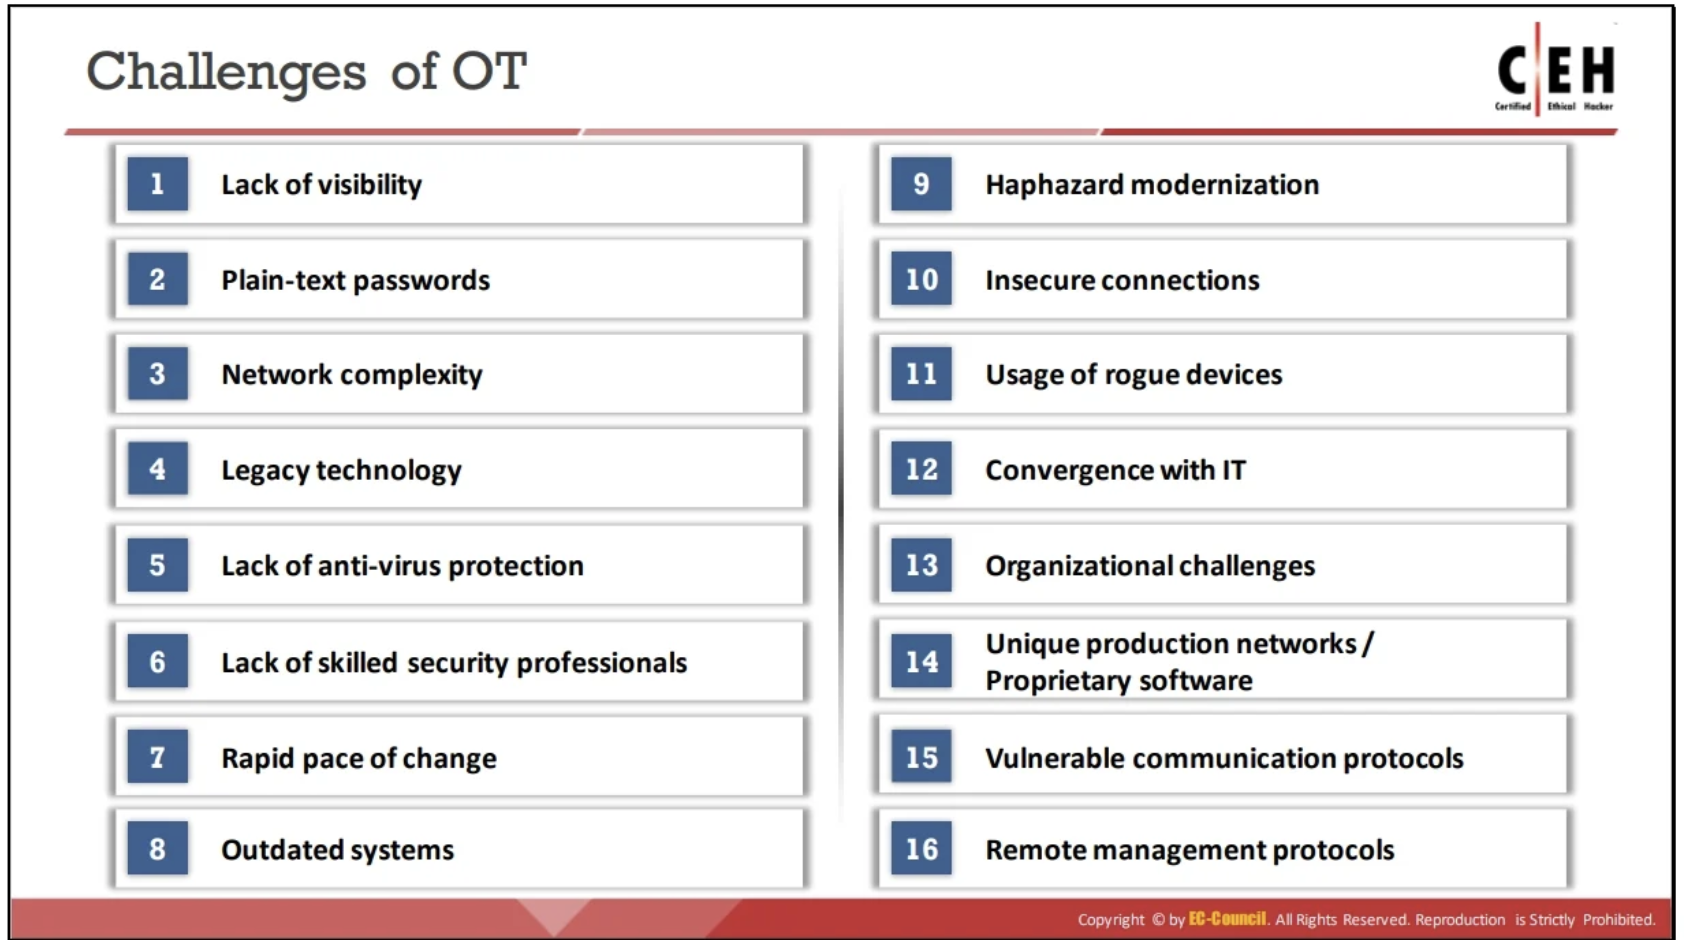 Challenges of OT
C|EH
Certified Ethical Hacker
1 Lack of visibility
2 Plain-text passwords
3 Network complexity
4 Legacy technology
5 Lack of anti-virus protection
6 Lack of skilled security professionals
7 Rapid pace of change
8 Outdated systems
9 Haphazard modernization
10 Insecure connections
11 Usage of rogue devices
12 Convergence with IT
13 Organizational challenges
14 Unique production networks /
Proprietary software
15 Vulnerable communication protocols
16 Remote management protocols
Copyright © by EC-Council. All Rights Reserved. Reproduction is Strictly Prohibited.